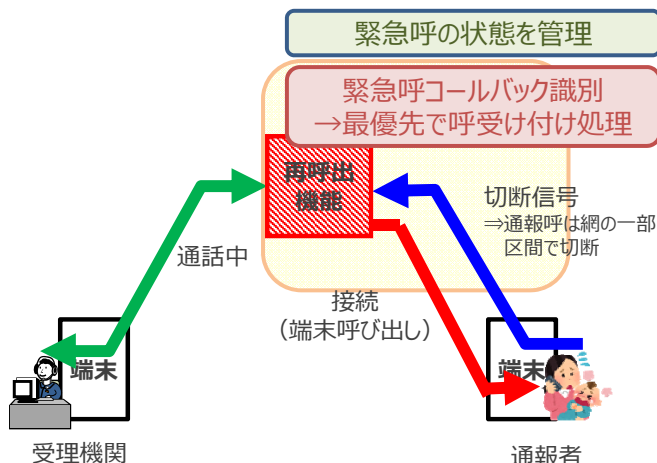 緊急呼の状態を管理
緊急呼コールバック識別
→最優先で呼受け付け処理
再呼出
機能
切断信号
⇒通報呼は網の一部
区間で切断
通話中
接続
（端末呼び出し）
端末
端末
受理機関
通報者